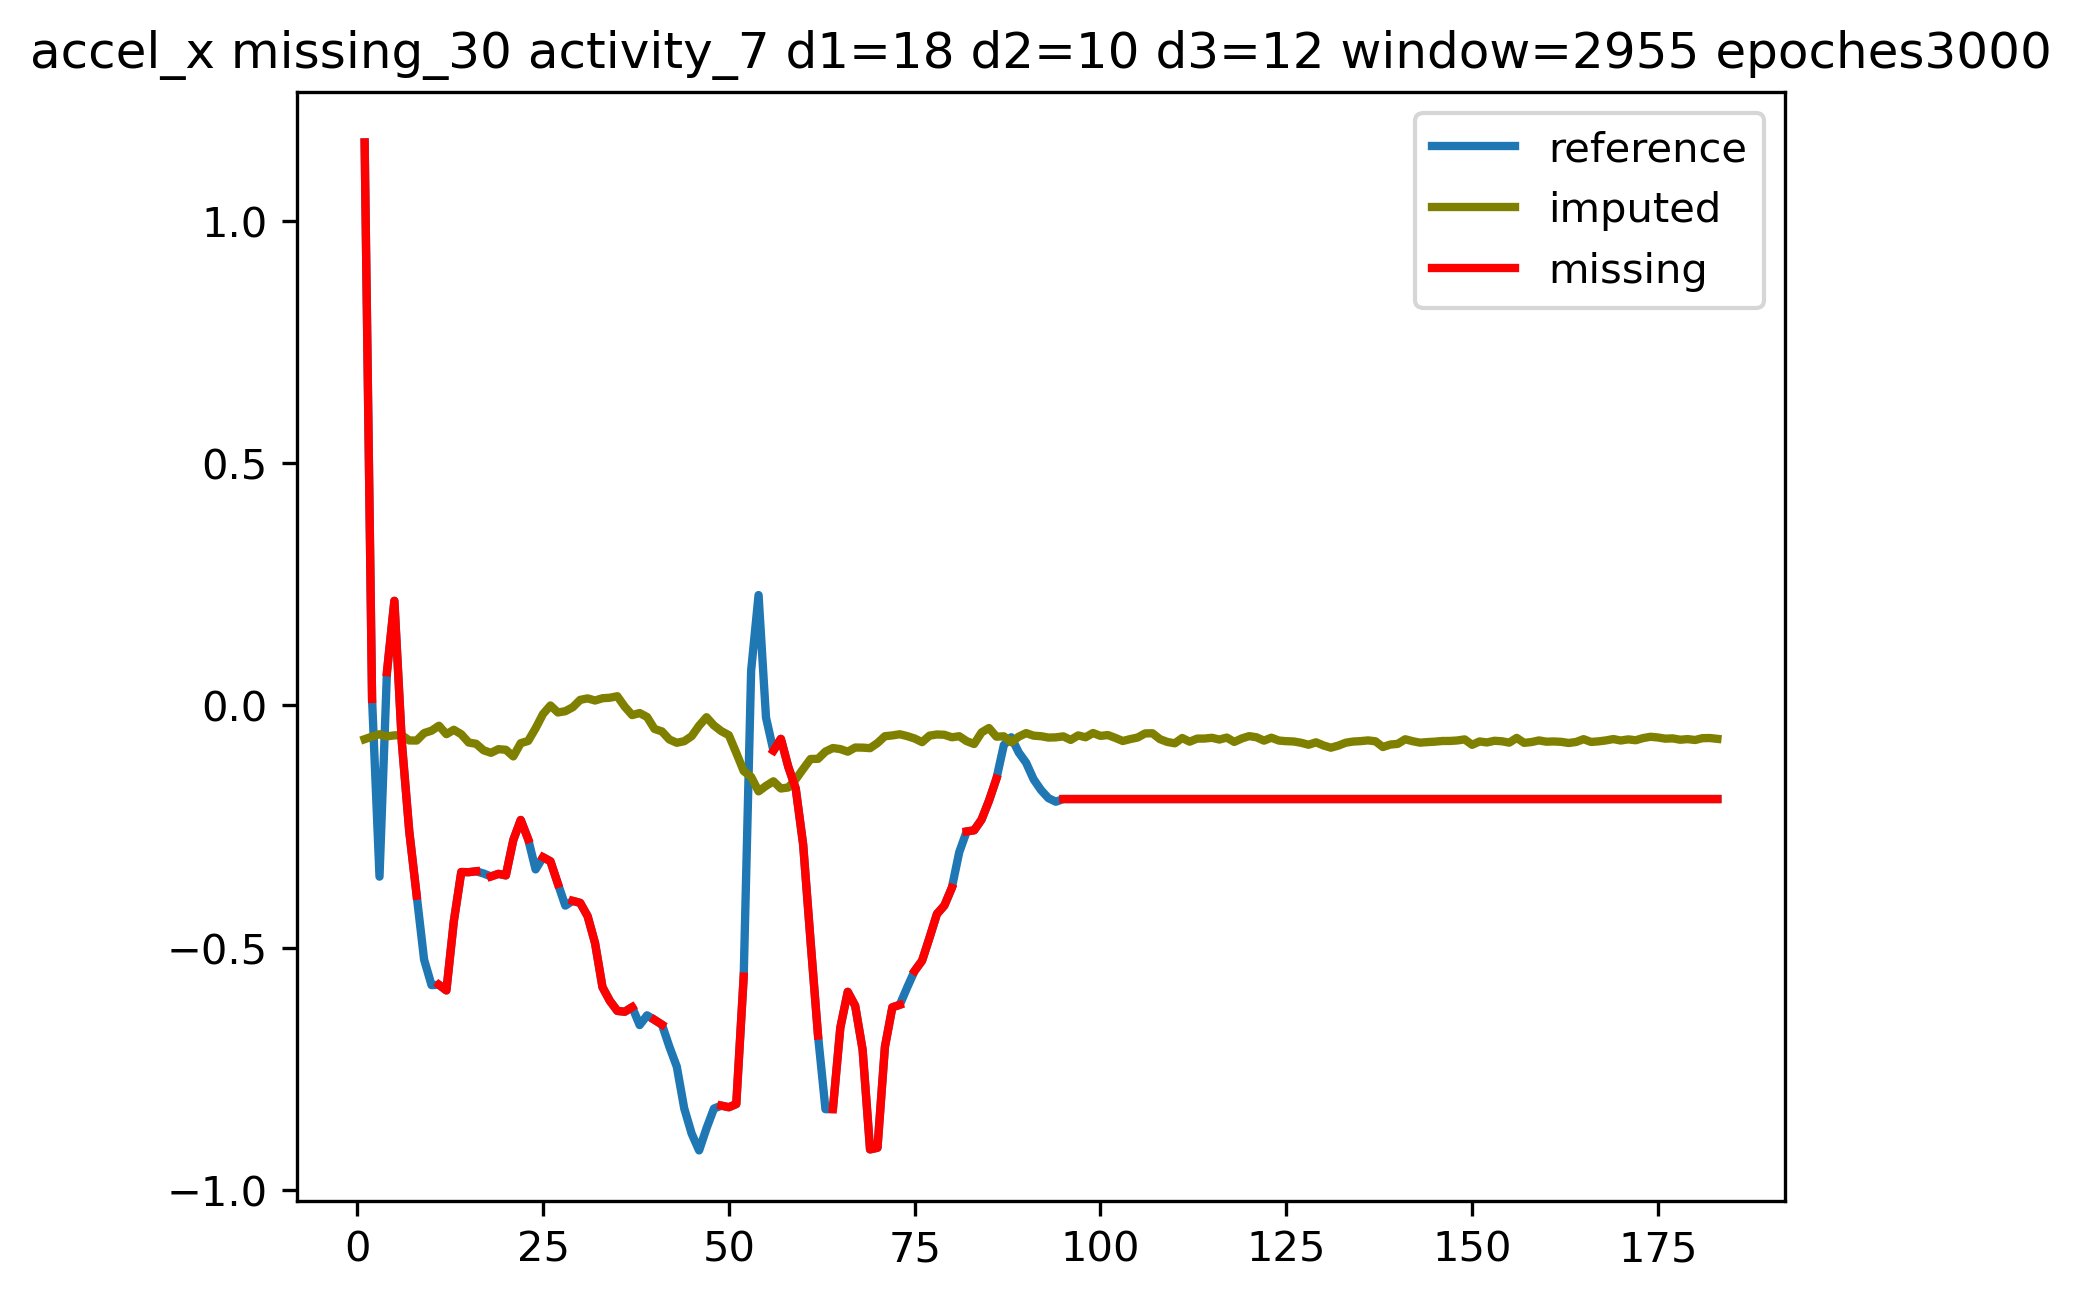 accel_x missing_30 activity_7 d1=18 d2=10 d3=12 window=2955 epoches3000
reference
imputed
missing
1.0
0.5
0.0
−0.5
−1.0
0 25 50 75 100 125 150 175